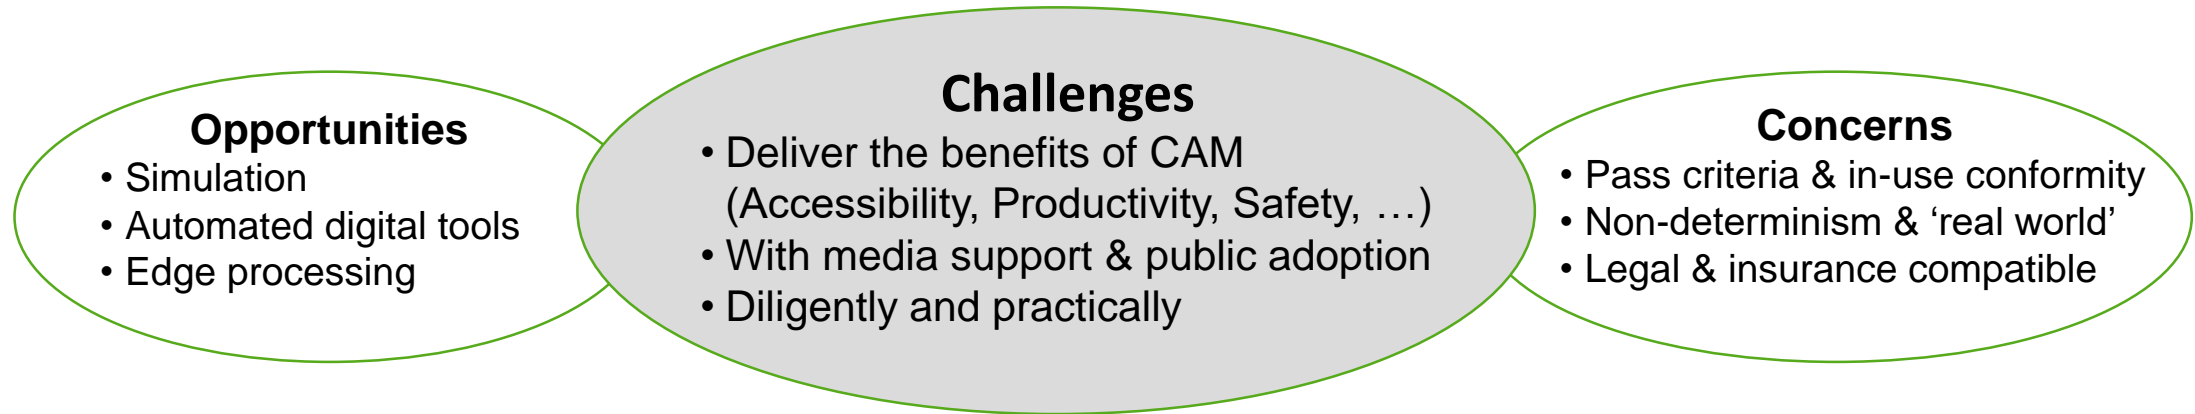 Opportunities
• Simulation
• Automated digital tools
• Edge processing
Challenges
• Deliver the benefits of CAM
(Accessibility, Productivity, Safety, …)
• With media support & public adoption
• Diligently and practically
Concerns
• Pass criteria & in-use conformity
• Non-determinism & ‘real world’
• Legal & insurance compatible